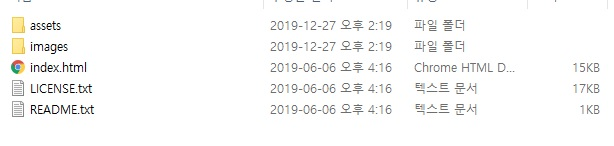 assets 2019-12-27 오후 2:19 파일 폴더
images 2019-12-27 오후 2:19 파일 폴더
index.html 2019-06-06 오후 4:16 Chrome HTML D... 15KB
LICENSE.txt 2019-06-06 오후 4:16 텍스트 문서 17KB
README.txt 2019-06-06 오후 4:16 텍스트 문서 1KB